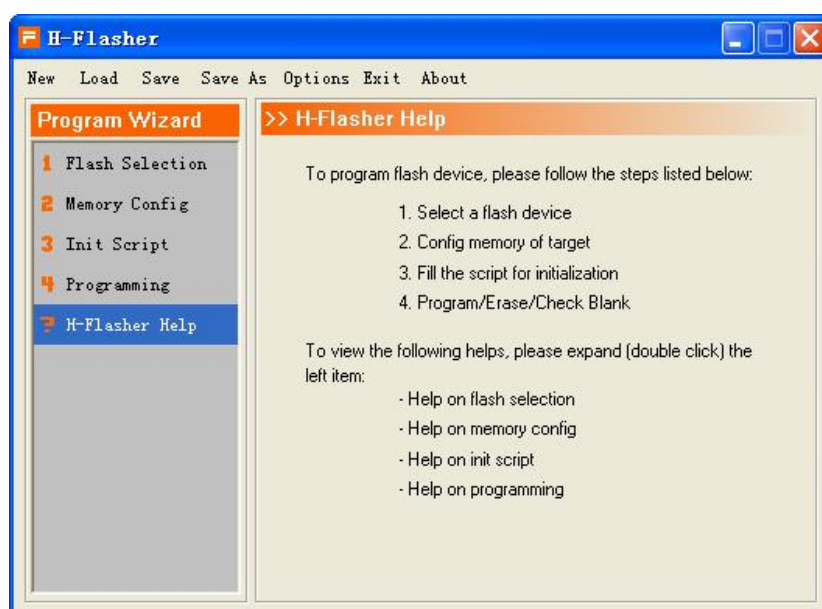 H-Flasher
New Load Save Save As Options Exit About
Program Wizard
1 Flash Selection
2 Memory Config
3 Init Script
4 Programming
? H-Flasher Help
>> H-Flasher Help
To program flash device, please follow the steps listed below:
1. Select a flash device
2. Config memory of target
3. Fill the script for initialization
4. Program/Erase/Check Blank
To view the following helps, please expand (double click) the
left item:
- Help on flash selection
- Help on memory config
- Help on init script
- Help on programming